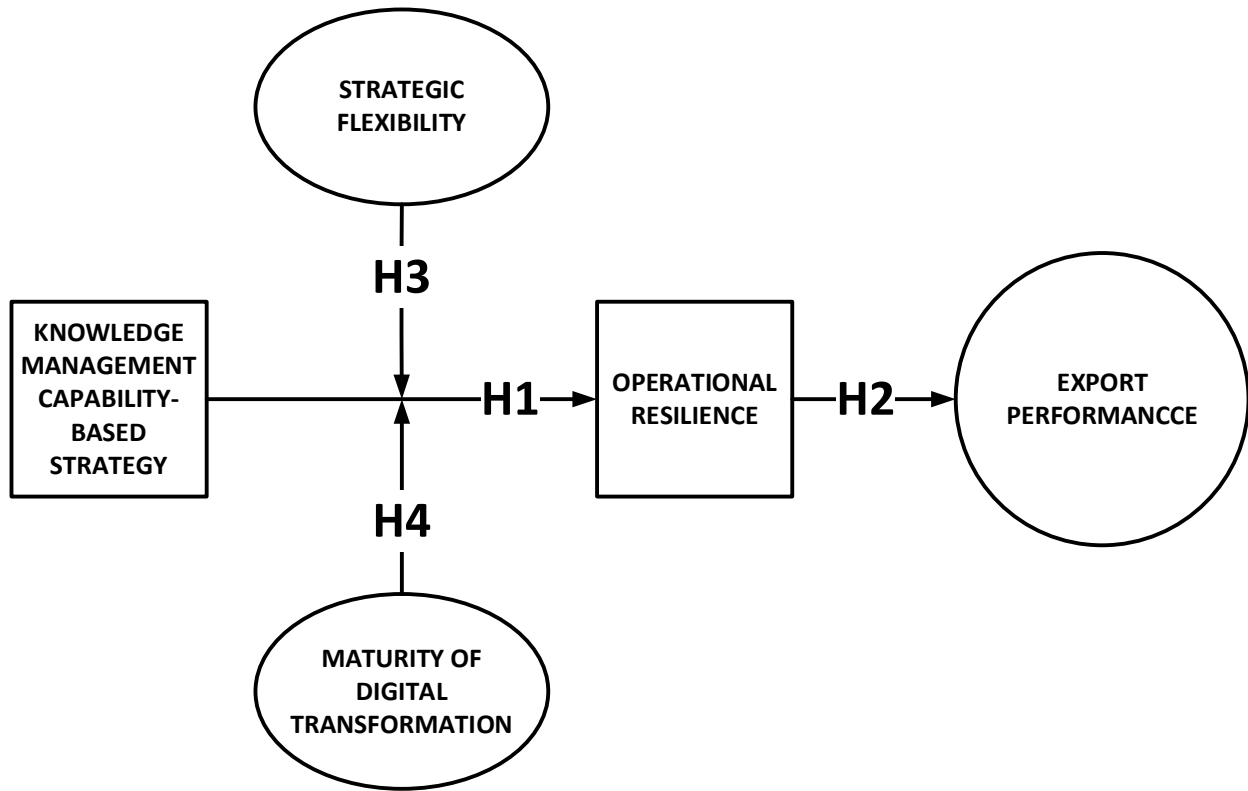 STRATEGIC
FLEXIBILITY
H3
KNOWLEDGE
MANAGEMENT
CAPABILITY-
BASED
STRATEGY
H1
OPERATIONAL
RESILIENCE
H2
EXPORT
PERFORMANCCE
H4
MATURITY OF
DIGITAL
TRANSFORMATION